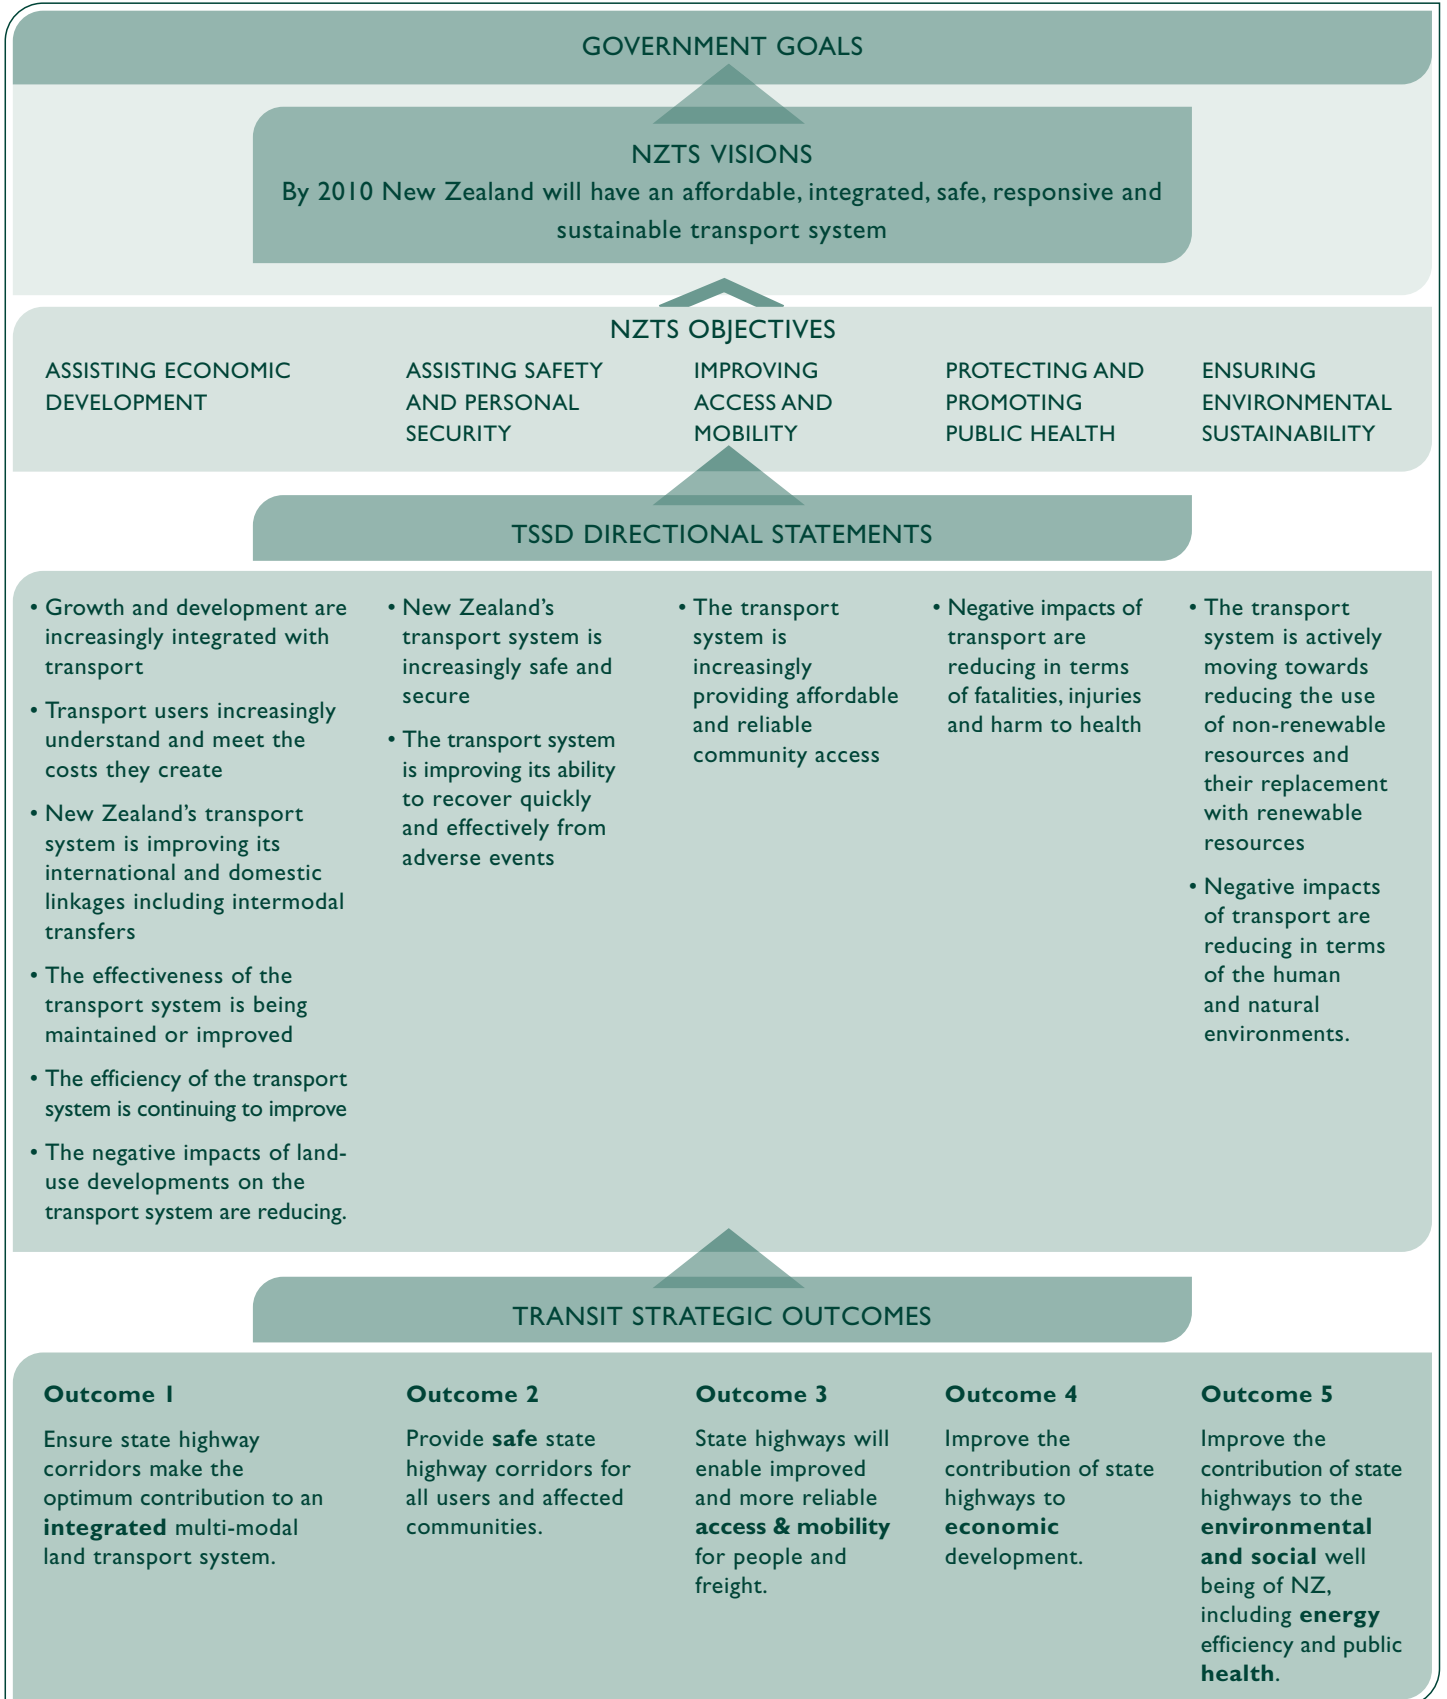 GOVERNMENT GOALS
NZTS VISIONS
By 2010 New Zealand will have an affordable, integrated, safe, responsive and
sustainable transport system
NZTS OBJECTIVES
ASSISTING ECONOMIC
DEVELOPMENT
ASSISTING SAFETY
AND PERSONAL
SECURITY
IMPROVING
ACCESS AND
MOBILITY
PROTECTING AND
PROMOTING
PUBLIC HEALTH
ENSURING
ENVIRONMENTAL
SUSTAINABILITY
TSSD DIRECTIONAL STATEMENTS
• Growth and development are
increasingly integrated with
transport
• Transport users increasingly
understand and meet the
costs they create
• New Zealand's transport
system is improving its
international and domestic
linkages including intermodal
transfers
• The effectiveness of the
transport system is being
maintained or improved
• The efficiency of the transport
system is continuing to improve
• The negative impacts of land-
use developments on the
transport system are reducing.
• New Zealand's
transport system is
increasingly safe and
secure
• The transport system
is improving its ability
to recover quickly
and effectively from
adverse events
• The transport
system is
increasingly
providing affordable
and reliable
community access
• Negative impacts of
transport are
reducing in terms
of fatalities, injuries
and harm to health
• The transport
system is actively
moving towards
reducing the use
of non-renewable
resources and
their replacement
with renewable
resources
• Negative impacts
of transport are
reducing in terms
of the human
and natural
environments.
TRANSIT STRATEGIC OUTCOMES
Outcome 1
Ensure state highway
corridors make the
optimum contribution to an
integrated multi-modal
land transport system.
Outcome 2
Provide safe state
highway corridors for
all users and affected
communities.
Outcome 3
State highways will
enable improved
and more reliable
access & mobility
for people and
freight.
Outcome 4
Improve the
contribution of state
highways to
economic
development.
Outcome 5
Improve the
contribution of state
highways to the
environmental
and social well
being of NZ,
including energy
efficiency and public
health.